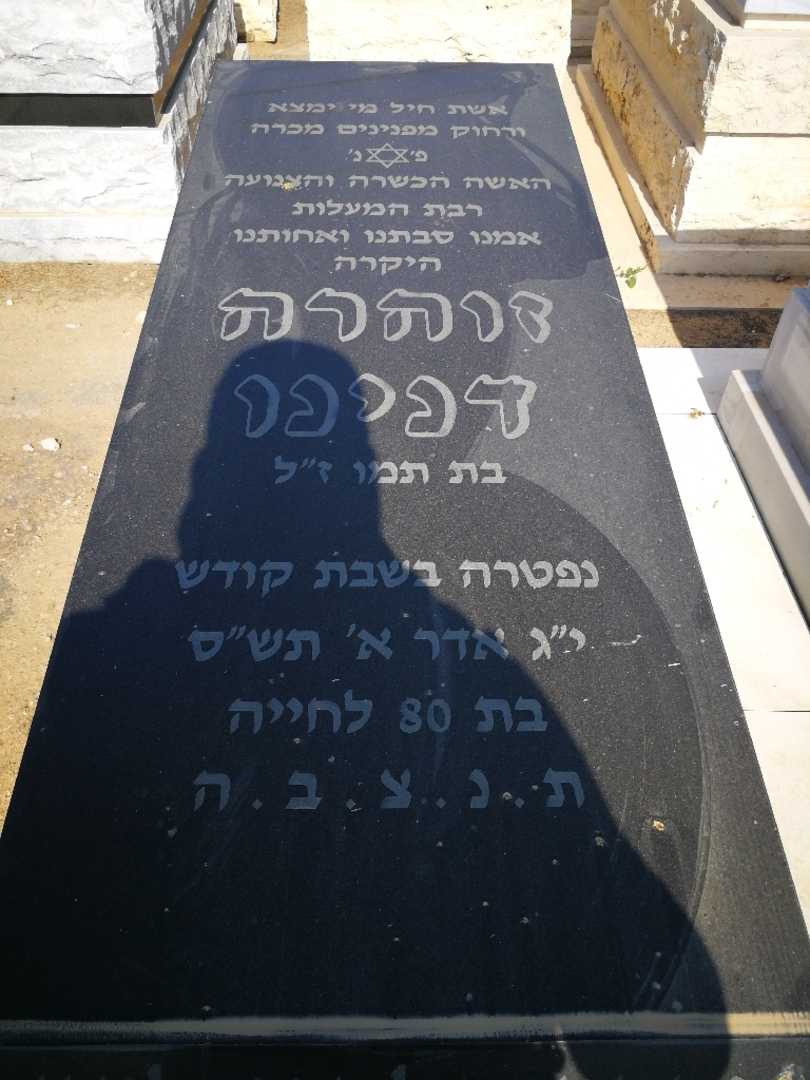 אשת חיל מי ימצא
ורחוק מפנינים מכרה
פ' נ'
האשה הכשרה והצנועה
רבת המעלות
אמנו סבתנו ואחותנו
היקרה
זוהרה
דנינו
בת תמו ז"ל
נפטרה בשבת קודש
י"ג אדר א' תש"ס
בת 80 לחייה
ת.נ.צ.ב.ה